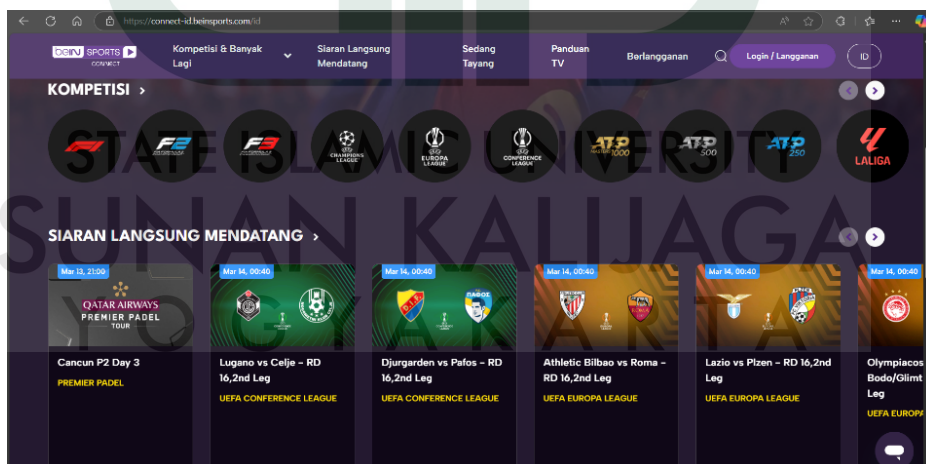 https://connect-id.beinsports.com/id
beIN SPORTS
CONNECT
Kompetisi & Banyak
Lagi
Siaran Langsung
Mendatang
Sedang
Tayang
Panduan
TV
Berlangganan
Login / Langganan
ID
KOMPETISI >
F1
F2
F3
CHAMPIONS
LEAGUE
EUROPA
LEAGUE
CONFERENCE
LEAGUE
ATP
MASTERS 1000
ATP
500
ATP
250
LALIGA
STATE ISLAMIC UNIVERSITY
SUNAN KALIJAGA
YOGYAKARTA
SIARAN LANGSUNG MENDATANG >
Mar 13, 21:00
QATAR AIRWAYS
PREMIER PADEL
TOUR
Cancun P2 Day 3
PREMIER PADEL
Mar 14, 00:40
Lugano vs Celje – RD
16,2nd Leg
UEFA CONFERENCE LEAGUE
Mar 14, 00:40
D.I.F.
ΠΑΦΟΣ
Djurgarden vs Pafos – RD
16,2nd Leg
UEFA CONFERENCE LEAGUE
Mar 14, 00:40
ROMA
Athletic Bilbao vs Roma –
RD 16,2nd Leg
UEFA EUROPA LEAGUE
Mar 14, 00:40
Lazio vs Plzen – RD 16,2nd
Leg
UEFA EUROPA LEAGUE
Mar 14, 00:40
Olympiacos
Bodo/Glimt
Leg
UEFA EUROPA